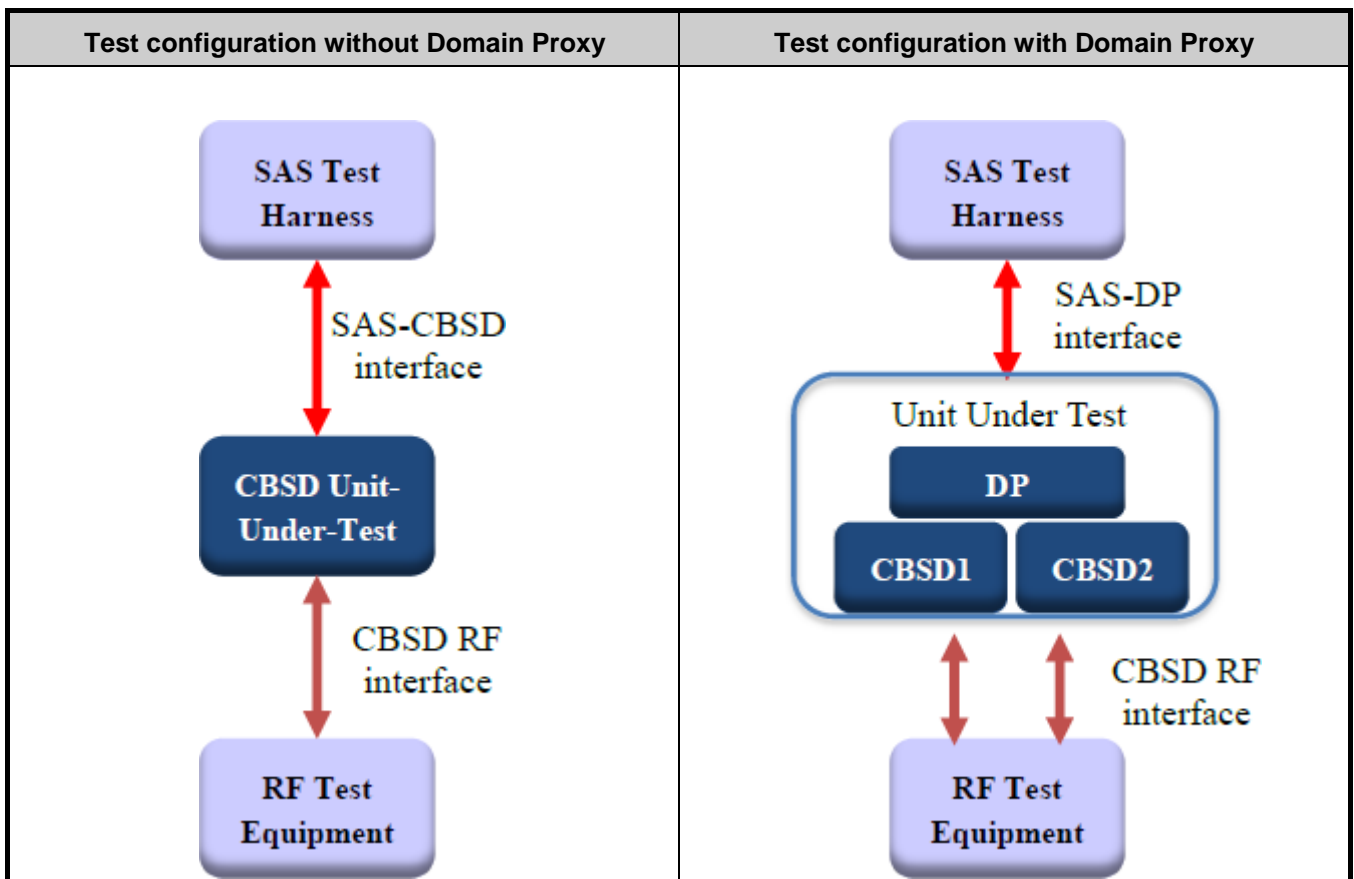 Test configuration without Domain Proxy
Test configuration with Domain Proxy
SAS Test
Harness
SAS-CBSD
interface
CBSD Unit-
Under-Test
CBSD RF
interface
RF Test
Equipment
SAS Test
Harness
SAS-DP
interface
Unit Under Test
DP
CBSD1
CBSD2
CBSD RF
interface
RF Test
Equipment